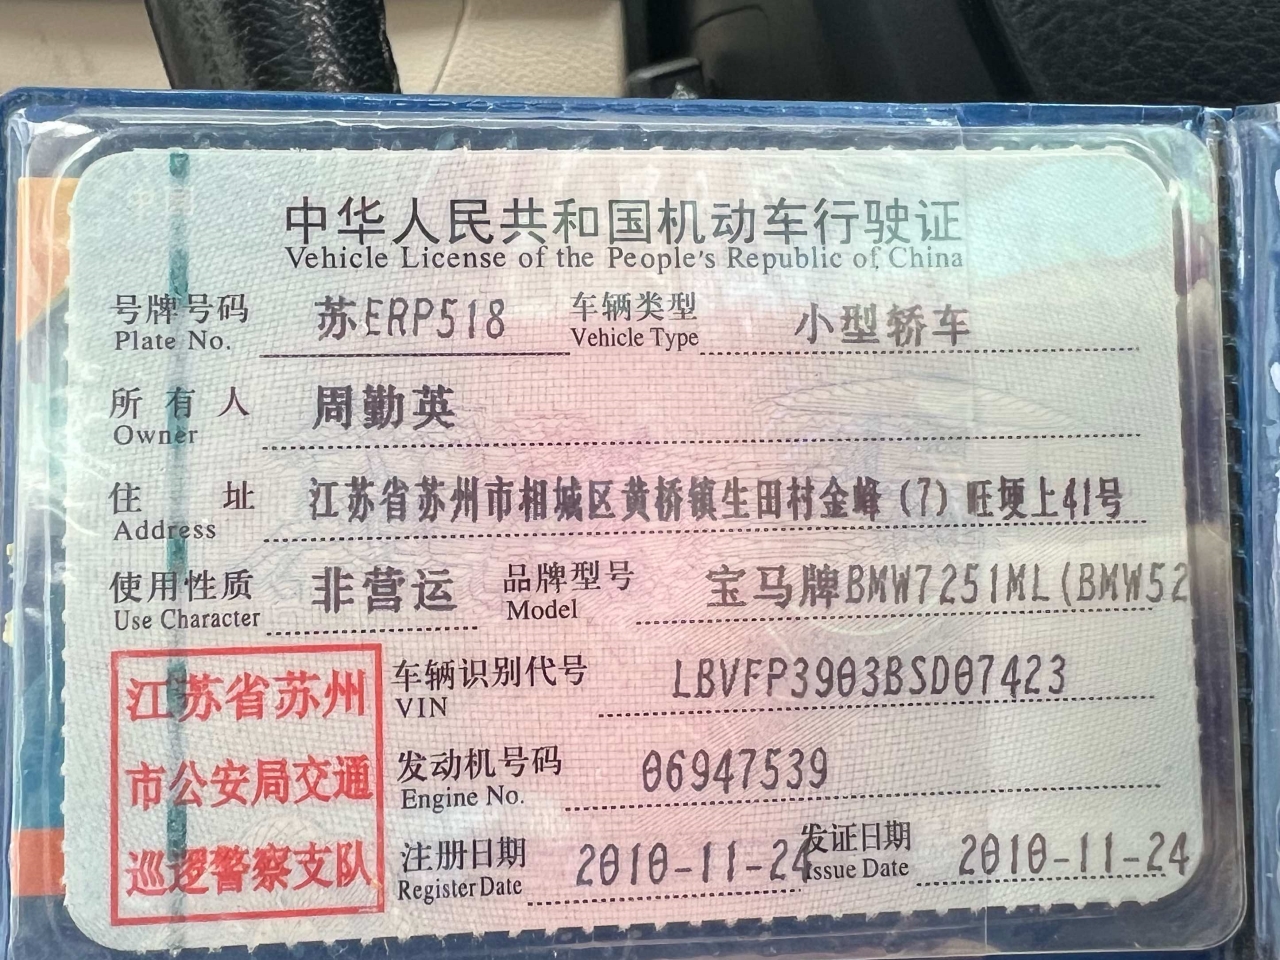 中华人民共和国机动车行驶证
Vehicle License of the People's Republic of China
号牌号码 苏ERP518 车辆类型 小型轿车
Plate No. Vehicle Type
所有人 周勤英
Owner
住址 江苏省苏州市相城区黄桥镇生田村金峰（7）旺埂上41号
Address
使用性质 非营运 品牌型号 宝马牌BMW7251ML(BMW52
Use Character Model
江苏省苏州
市公安局交通
巡逻警察支队
车辆识别代号 LBVFP3903BSD07423
VIN
发动机号码 06947539
Engine No.
注册日期 2010-11-24 发证日期 2010-11-24
Register Date Issue Date